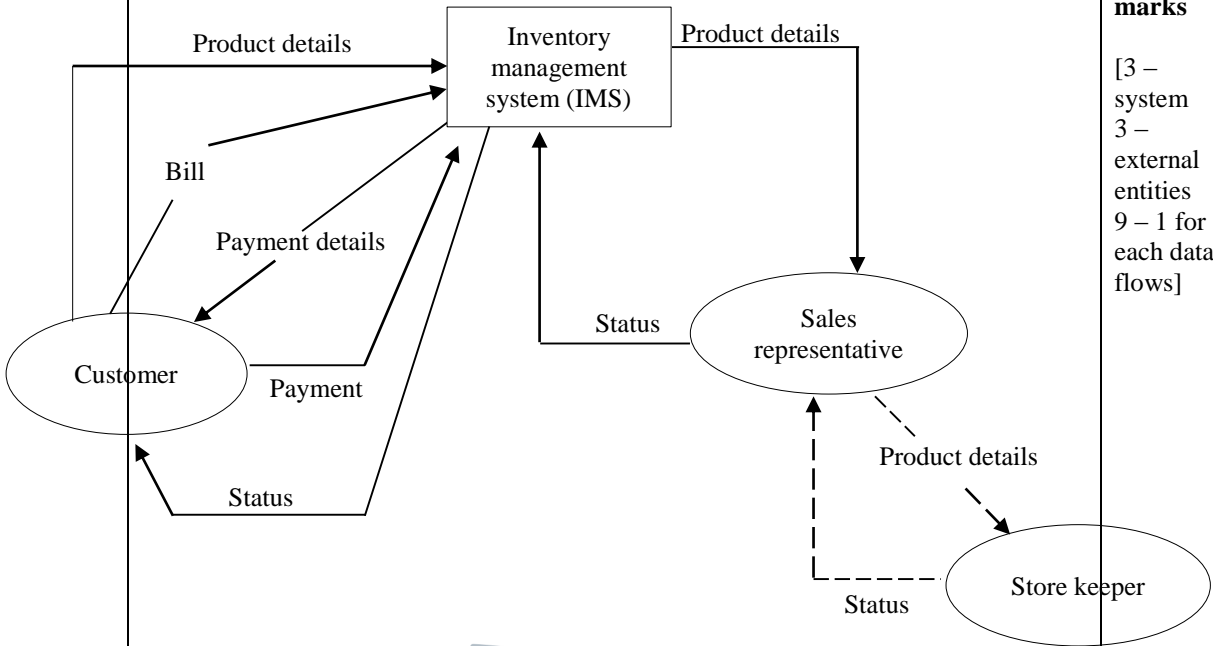 marks
[3 –
system
3 –
external
entities
9 – 1 for
each data
flows]
Product details
Inventory
management
system (IMS)
Product details
Bill
Payment details
Customer
Payment
Status
Status
Sales
representative
Product details
Status
Store keeper